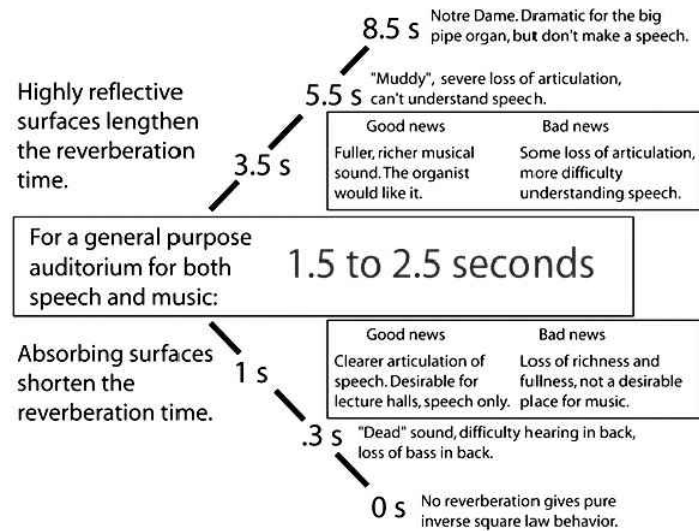 8.5 s
Notre Dame. Dramatic for the big
pipe organ, but don't make a speech.
5.5 s
"Muddy", severe loss of articulation,
can't understand speech.
Highly reflective
surfaces lengthen
the reverberation
time.
3.5 s
Good news
Fuller, richer musical
sound. The organist
would like it.
Bad news
Some loss of articulation,
more difficulty
understanding speech.
For a general purpose
auditorium for both
speech and music:
1.5 to 2.5 seconds
Absorbing surfaces
shorten the
reverberation time.
1 s
Good news
Clearer articulation of
speech. Desirable for
lecture halls, speech only.
Bad news
Loss of richness and
fullness, not a desirable
place for music.
.3 s
"Dead" sound, difficulty hearing in back,
loss of bass in back.
0 s
No reverberation gives pure
inverse square law behavior.